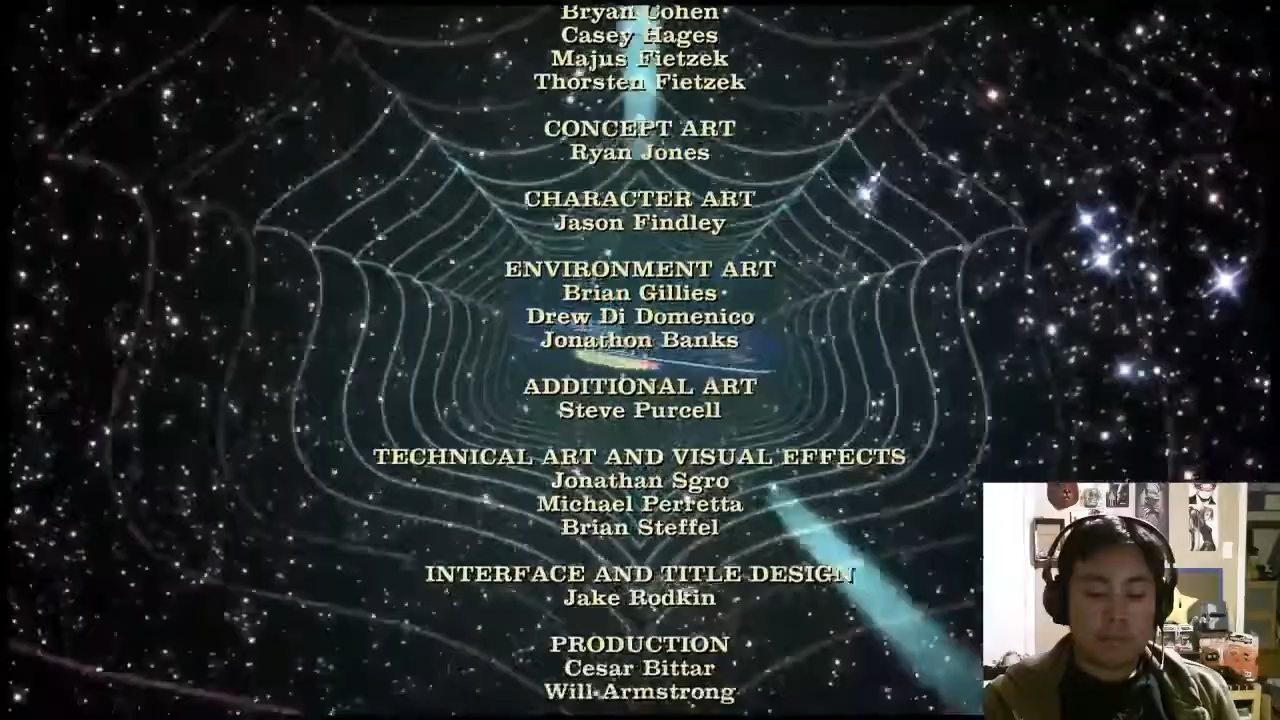 Bryan Cohen
Casey Hages
Majus Fietzek
Thorsten Fietzek
CONCEPT ART
Ryan Jones
CHARACTER ART
Jason Findley
ENVIRONMENT ART
Brian Gillies
Drew Di Domenico
Jonathon Banks
ADDITIONAL ART
Steve Purcell
TECHNICAL ART AND VISUAL EFFECTS
Jonathan Sgro
Michael Perretta
Brian Steffel
INTERFACE AND TITLE DESIGN
Jake Rodkin
PRODUCTION
Cesar Bittar
Will Armstrong